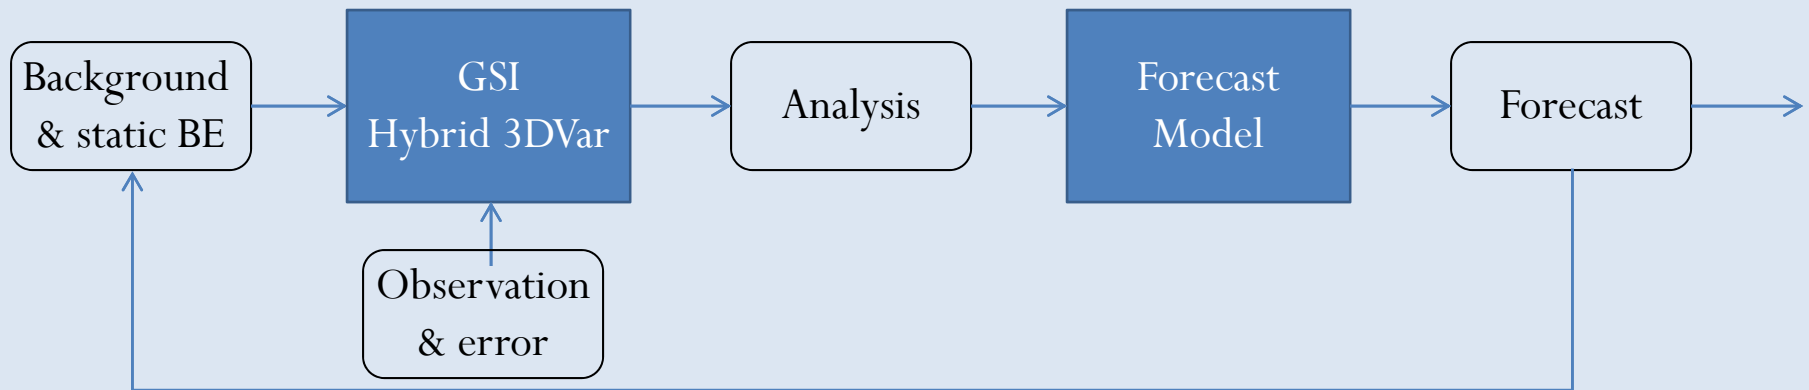 Background
& static BE
GSI
Hybrid 3DVar
Analysis
Forecast
Model
Forecast
Observation
& error